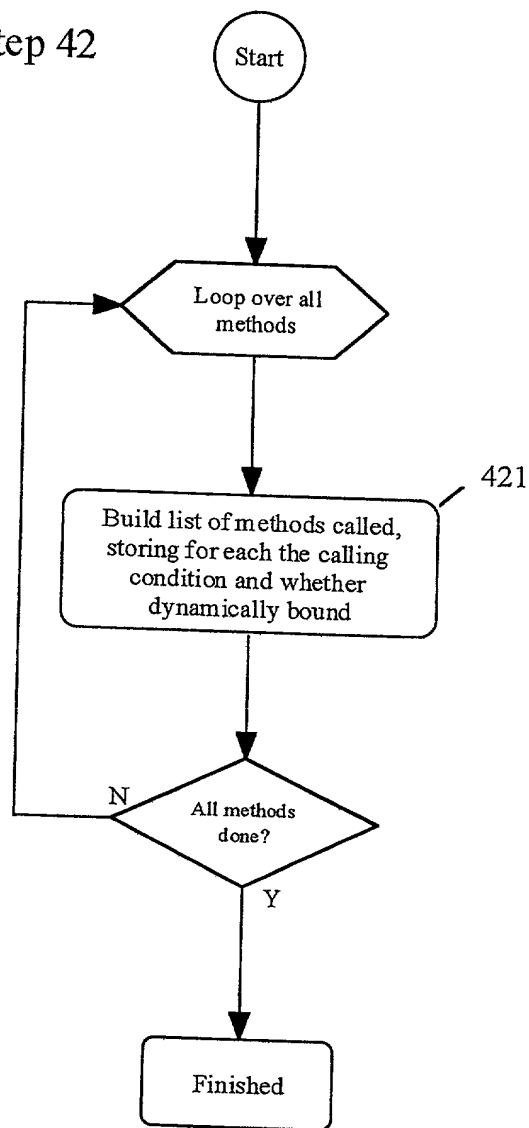 tep 42
Start
Loop over all
methods
421
Build list of methods called,
storing for each the calling
condition and whether
dynamically bound
N
All methods
done?
Y
Finished